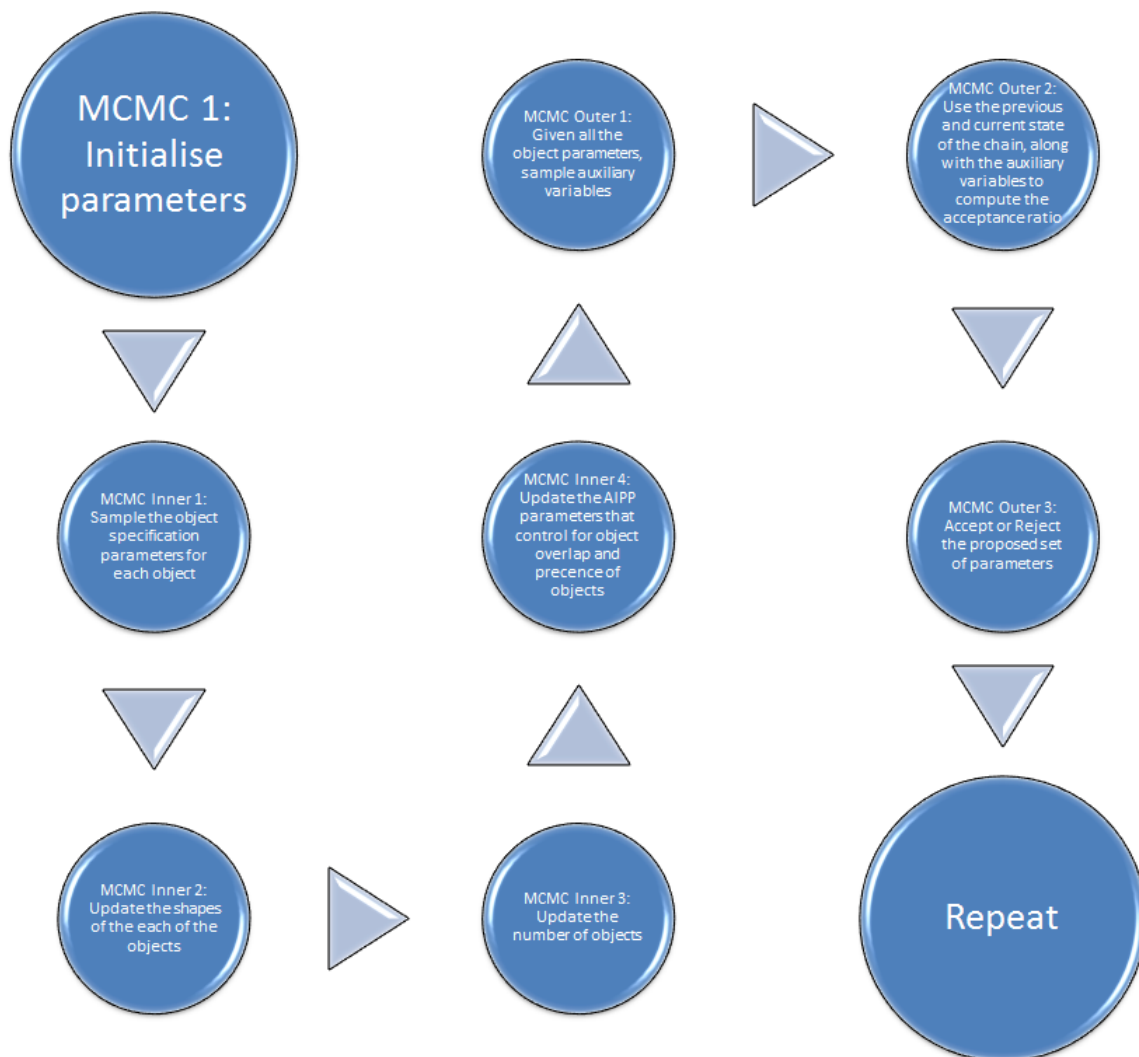 MCMC 1:
Initialise
parameters
MCMC Inner 1:
Sample the object
specification
parameters for
each object
MCMC Inner 2:
Update the shapes
of the each of the
objects
MCMC Inner 3:
Update the
number of objects
MCMC Inner 4:
Update the AIPP
parameters that
control for object
overlap and
precence of
objects
MCMC Outer 1:
Given all the
object parameters,
sample auxiliary
variables
MCMC Outer 2:
Use the previous
and current state
of the chain, along
with the auxiliary
variables to
compute the
acceptance ratio
MCMC Outer 3:
Accept or Reject
the proposed set
of parameters
Repeat